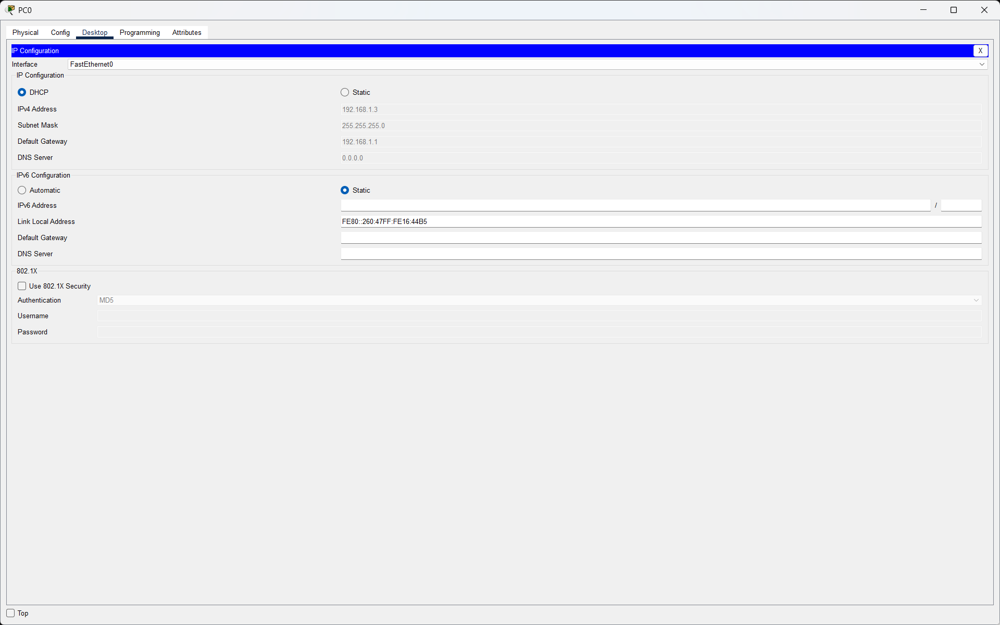 PC0
Physical Config Desktop Programming Attributes
IP Configuration X
Interface FastEthernet0
IP Configuration
DHCP Static
IPv4 Address 192.168.1.3
Subnet Mask 255.255.255.0
Default Gateway 192.168.1.1
DNS Server 0.0.0.0
IPv6 Configuration
Automatic Static
IPv6 Address /
Link Local Address FE80::260:47FF:FE16:44B5
Default Gateway
DNS Server
802.1X
Use 802.1X Security
Authentication MD5
Username
Password
Top